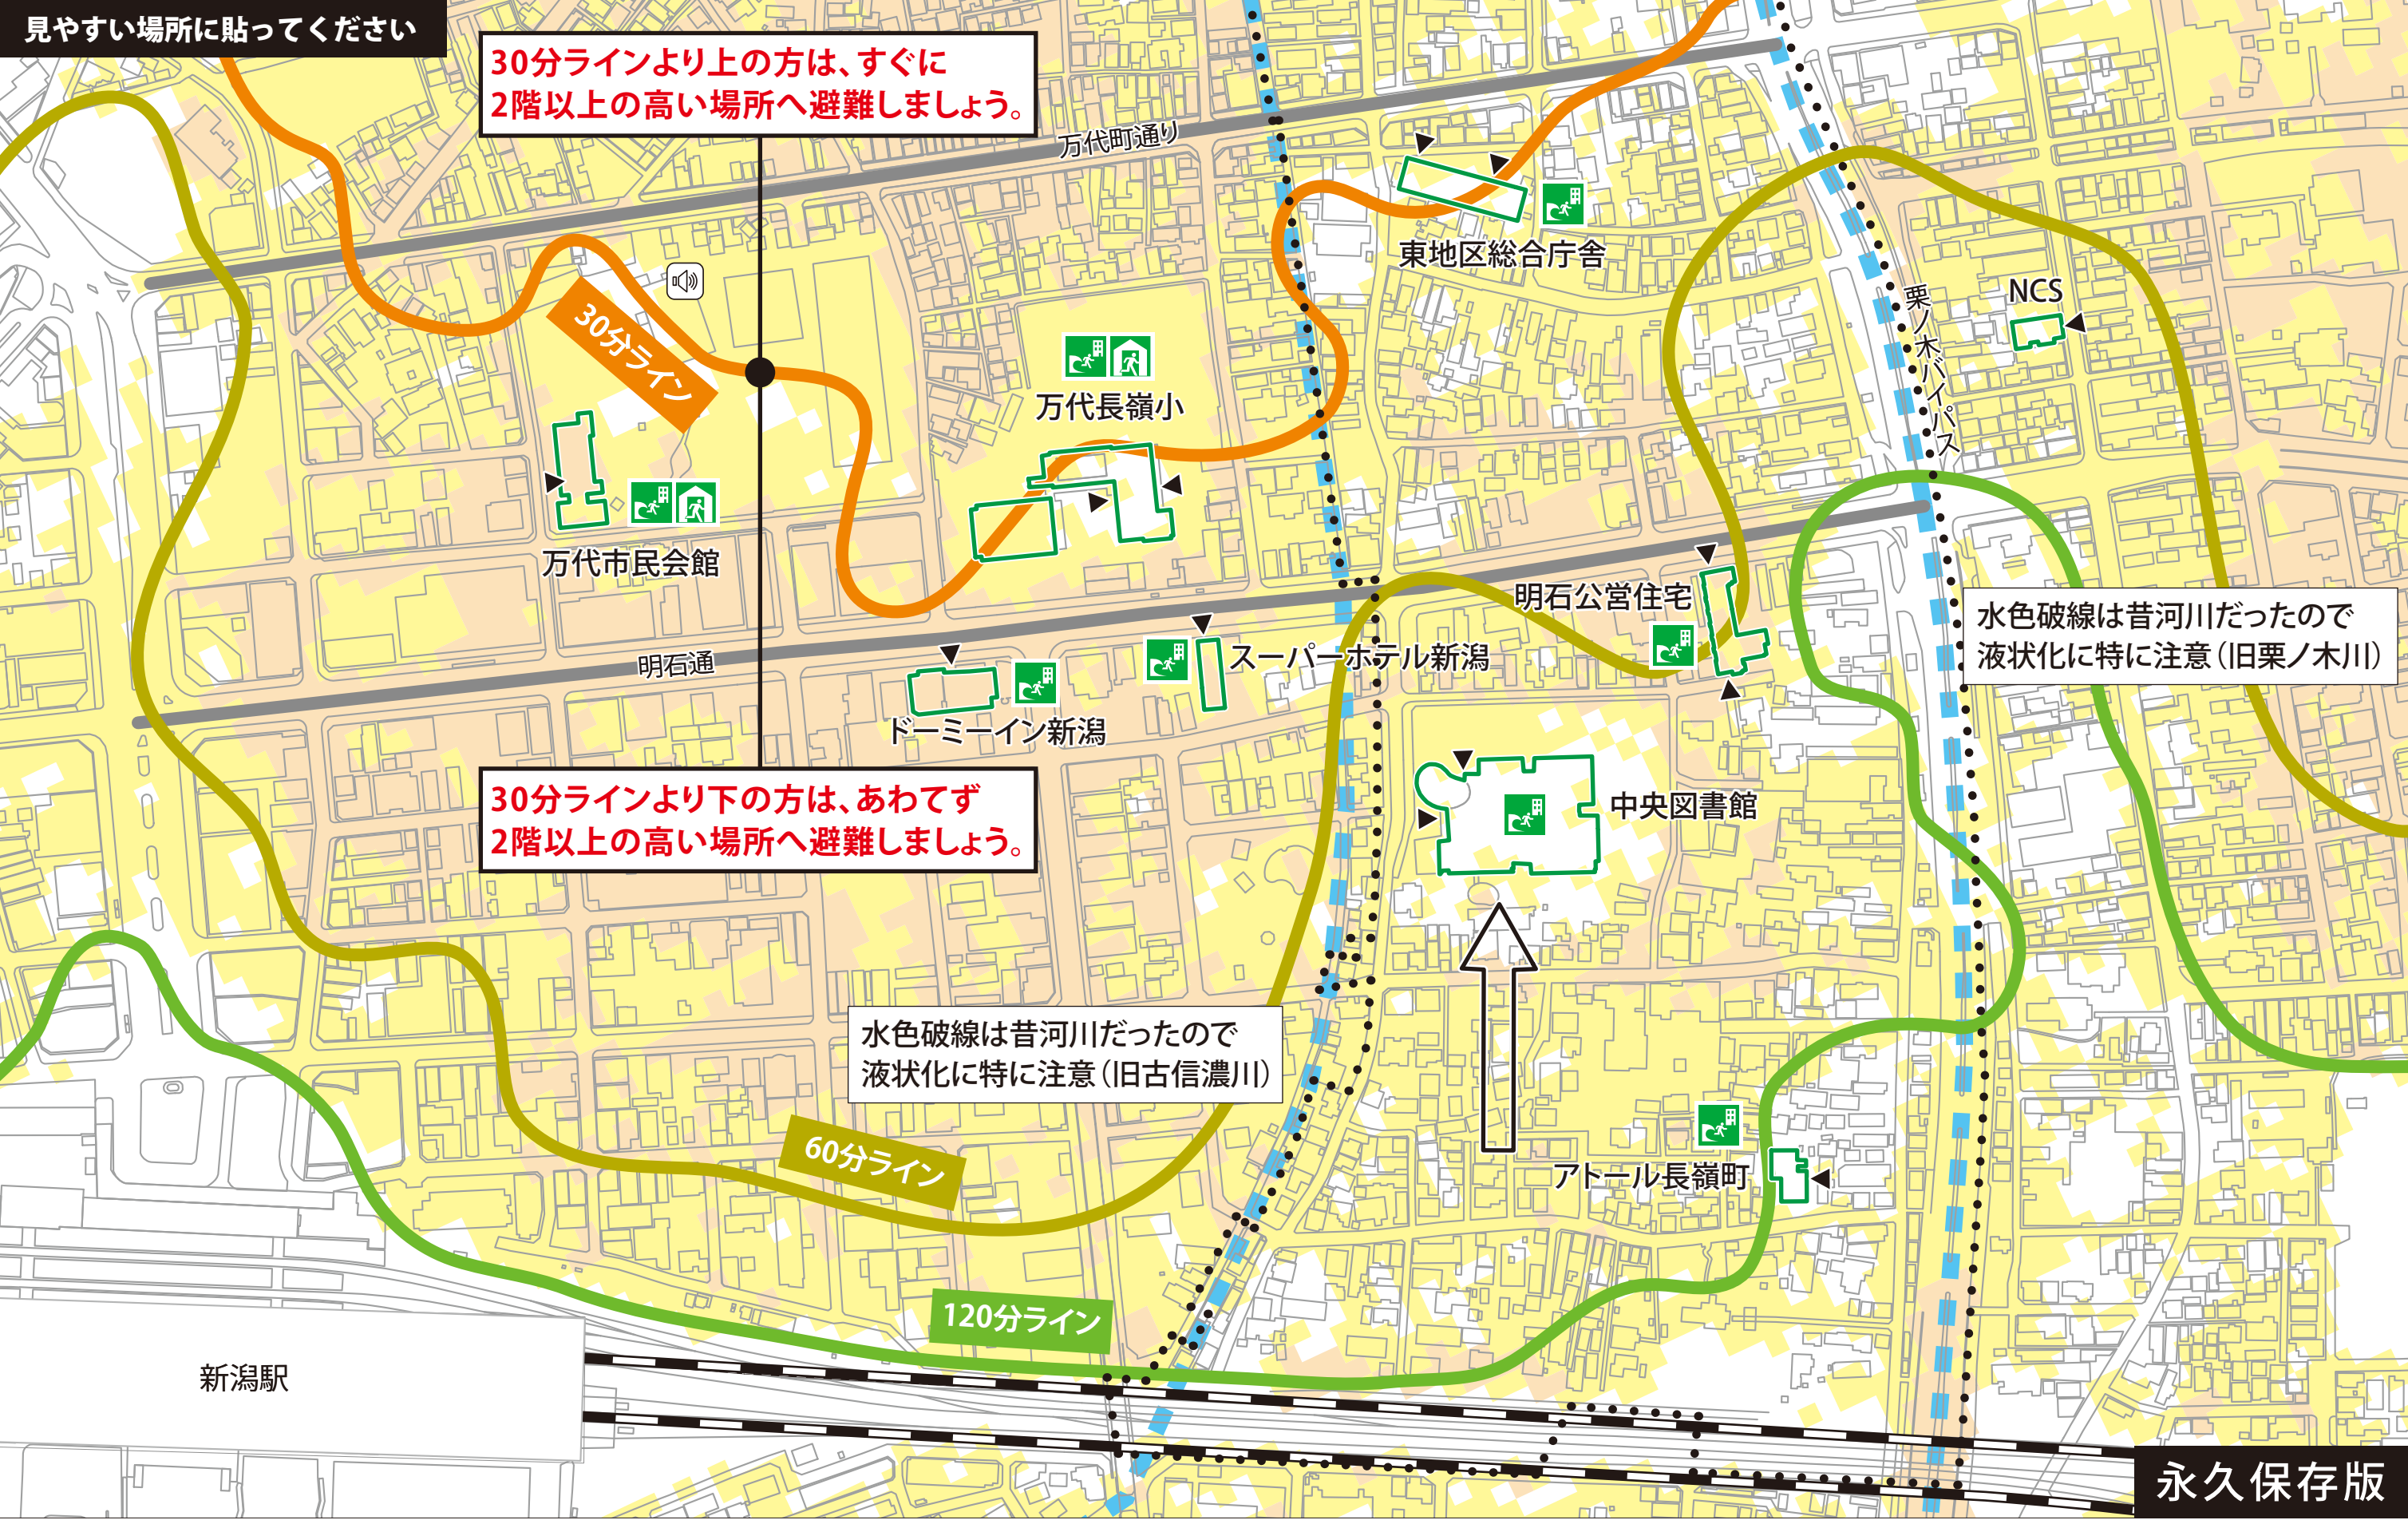 見やすい場所に貼ってください
30分ラインより上の方は、すぐに
2階以上の高い場所へ避難しましょう。
万代町通り
東地区総合庁舎
NCS
栗ノ木バイパス
30分ライン
万代長嶺小
万代市民会館
明石公営住宅
水色破線は昔河川だったので
液状化に特に注意（旧栗ノ木川）
明石通
スーパーホテル新潟
ドーミーイン新潟
30分ラインより下の方は、あわてず
2階以上の高い場所へ避難しましょう。
中央図書館
水色破線は昔河川だったので
液状化に特に注意（旧古信濃川）
60分ライン
アトール長嶺町
120分ライン
新潟駅
永久保存版